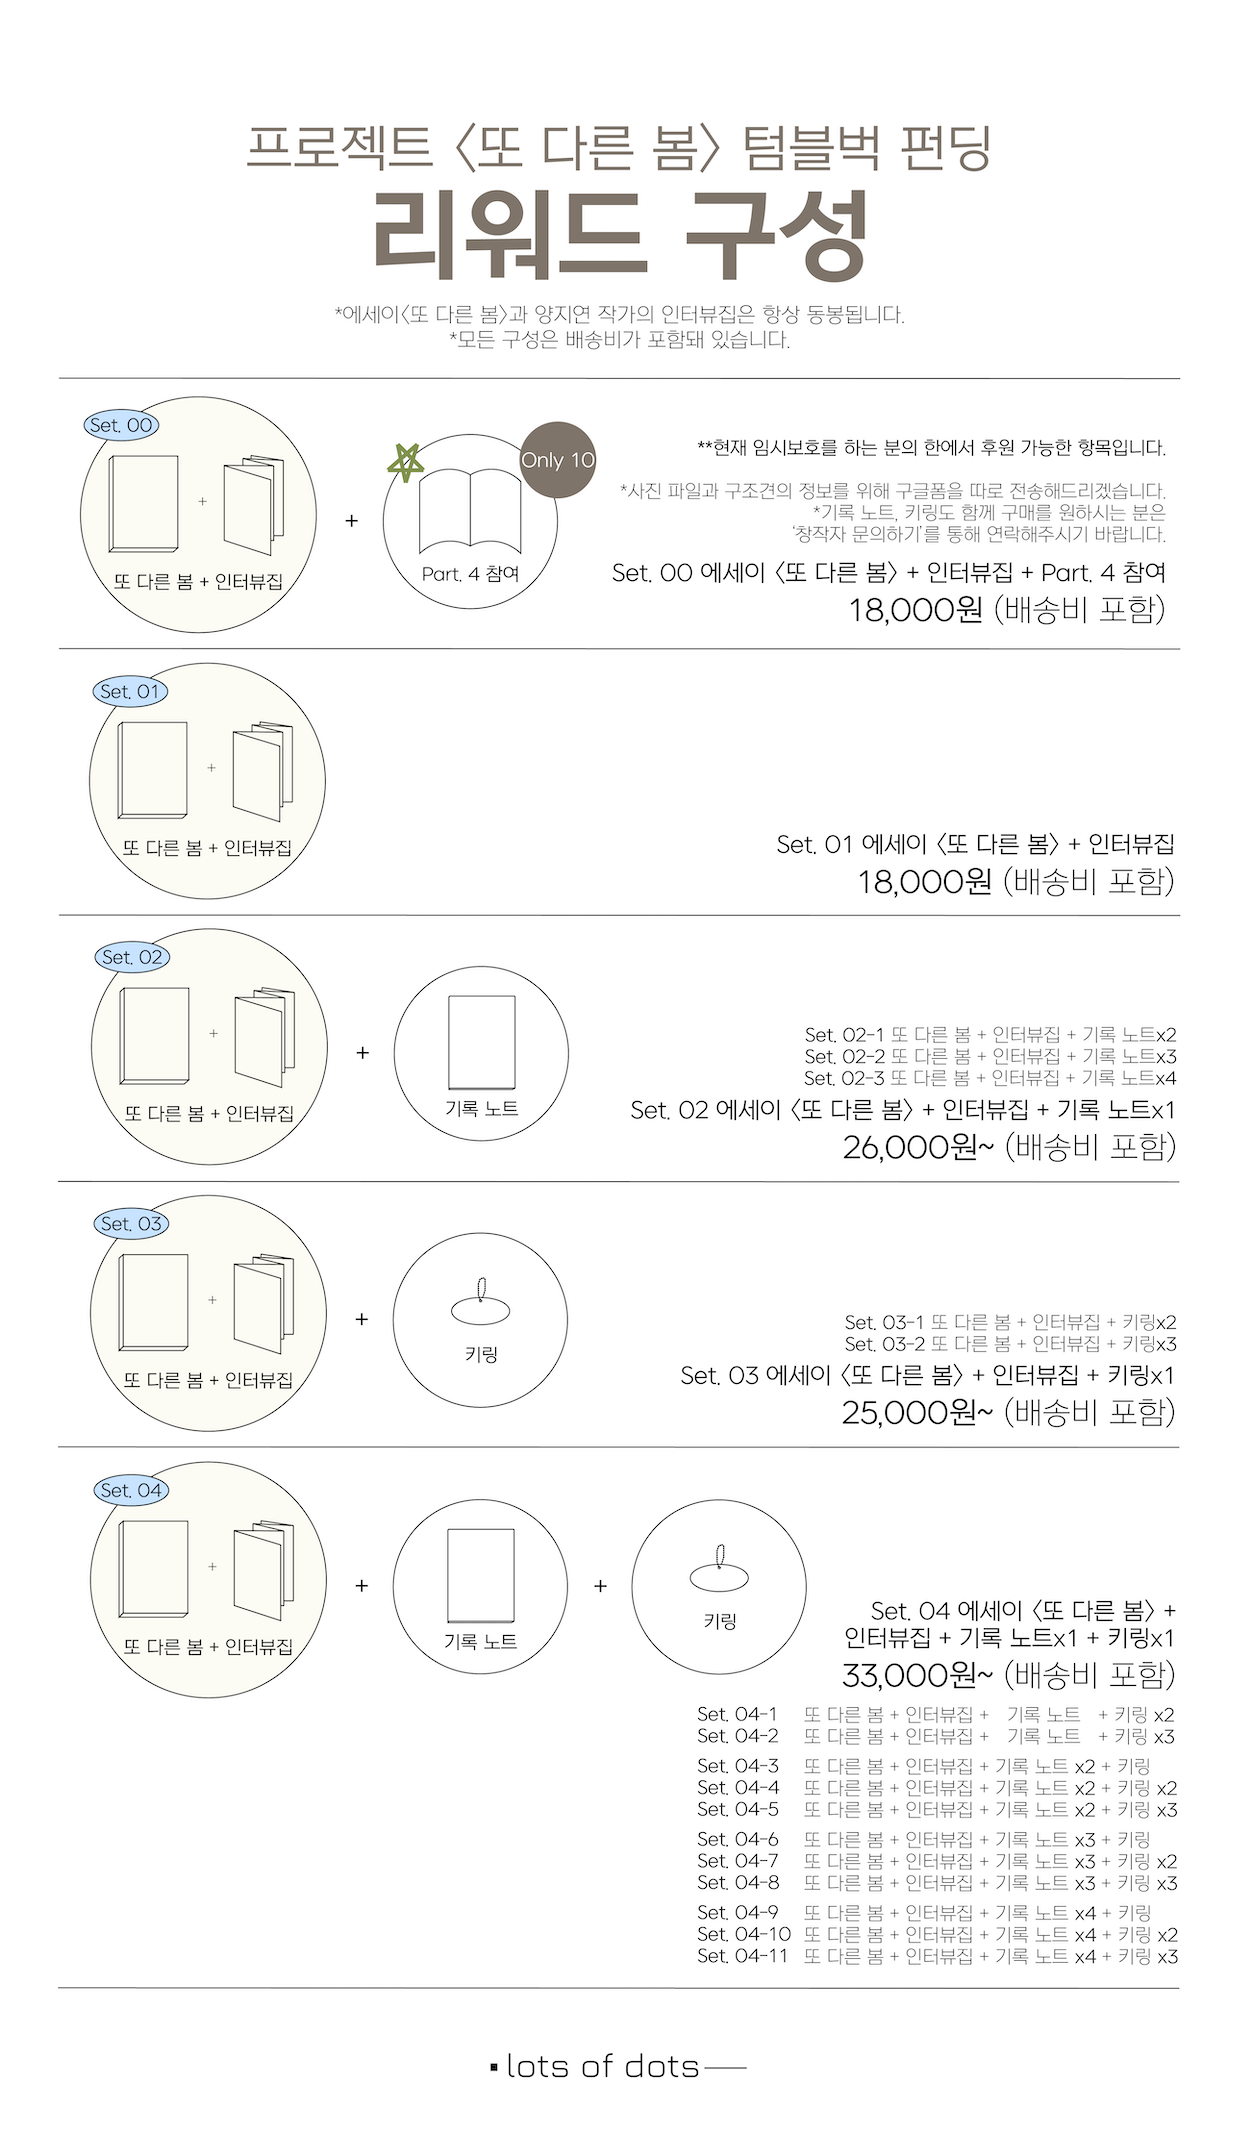 프로젝트 〈또 다른 봄〉 텀블벅 펀딩
리워드 구성
*에세이〈또 다른 봄〉과 양지연 작가의 인터뷰집은 항상 동봉됩니다.
*모든 구성은 배송비가 포함돼 있습니다.
Set. 00
+
또 다른 봄 + 인터뷰집
+
Only 10
Part. 4 참여
**현재 임시보호를 하는 분의 한에서 후원 가능한 항목입니다.
*사진 파일과 구조견의 정보를 위해 구글폼을 따로 전송해드리겠습니다.
*기록 노트, 키링도 함께 구매를 원하시는 분은
‘창작자 문의하기’를 통해 연락해주시기 바랍니다.
Set. 00 에세이 〈또 다른 봄〉 + 인터뷰집 + Part. 4 참여
18,000원 (배송비 포함)
Set. 01
+
또 다른 봄 + 인터뷰집
Set. 01 에세이 〈또 다른 봄〉 + 인터뷰집
18,000원 (배송비 포함)
Set. 02
+
또 다른 봄 + 인터뷰집
+
기록 노트
Set. 02-1 또 다른 봄 + 인터뷰집 + 기록 노트x2
Set. 02-2 또 다른 봄 + 인터뷰집 + 기록 노트x3
Set. 02-3 또 다른 봄 + 인터뷰집 + 기록 노트x4
Set. 02 에세이 〈또 다른 봄〉 + 인터뷰집 + 기록 노트x1
26,000원~ (배송비 포함)
Set. 03
+
또 다른 봄 + 인터뷰집
+
키링
Set. 03-1 또 다른 봄 + 인터뷰집 + 키링x2
Set. 03-2 또 다른 봄 + 인터뷰집 + 키링x3
Set. 03 에세이 〈또 다른 봄〉 + 인터뷰집 + 키링x1
25,000원~ (배송비 포함)
Set. 04
+
또 다른 봄 + 인터뷰집
+
기록 노트
+
키링
Set. 04 에세이 〈또 다른 봄〉 +
인터뷰집 + 기록 노트x1 + 키링x1
33,000원~ (배송비 포함)
Set. 04-1 또 다른 봄 + 인터뷰집 + 기록 노트 + 키링 x2
Set. 04-2 또 다른 봄 + 인터뷰집 + 기록 노트 + 키링 x3
Set. 04-3 또 다른 봄 + 인터뷰집 + 기록 노트 x2 + 키링
Set. 04-4 또 다른 봄 + 인터뷰집 + 기록 노트 x2 + 키링 x2
Set. 04-5 또 다른 봄 + 인터뷰집 + 기록 노트 x2 + 키링 x3
Set. 04-6 또 다른 봄 + 인터뷰집 + 기록 노트 x3 + 키링
Set. 04-7 또 다른 봄 + 인터뷰집 + 기록 노트 x3 + 키링 x2
Set. 04-8 또 다른 봄 + 인터뷰집 + 기록 노트 x3 + 키링 x3
Set. 04-9 또 다른 봄 + 인터뷰집 + 기록 노트 x4 + 키링
Set. 04-10 또 다른 봄 + 인터뷰집 + 기록 노트 x4 + 키링 x2
Set. 04-11 또 다른 봄 + 인터뷰집 + 기록 노트 x4 + 키링 x3
lots of dots